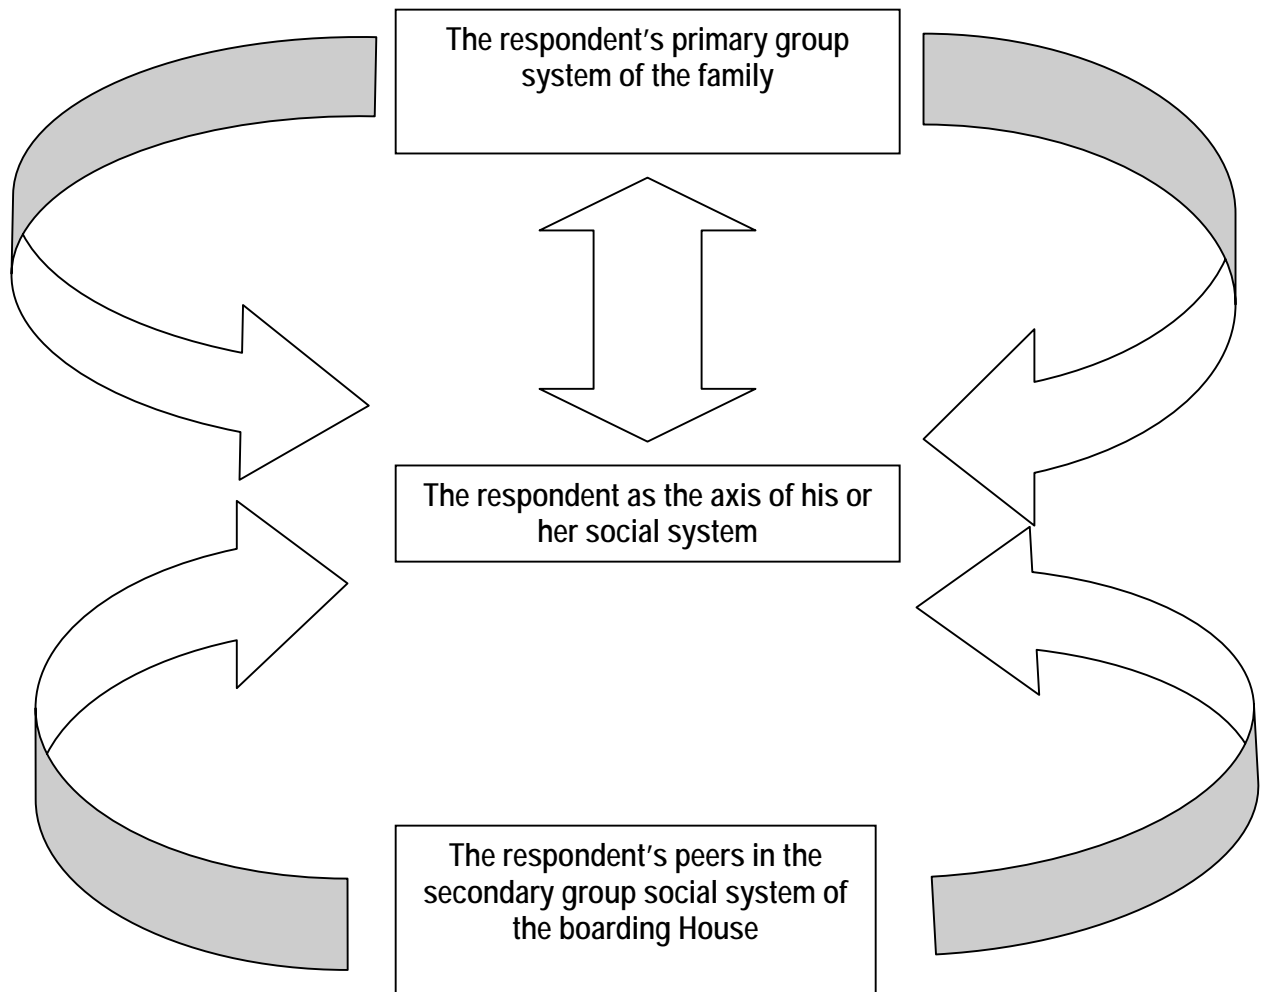 The respondent’s primary group
system of the family
The respondent as the axis of his or
her social system
The respondent’s peers in the
secondary group social system of
the boarding House